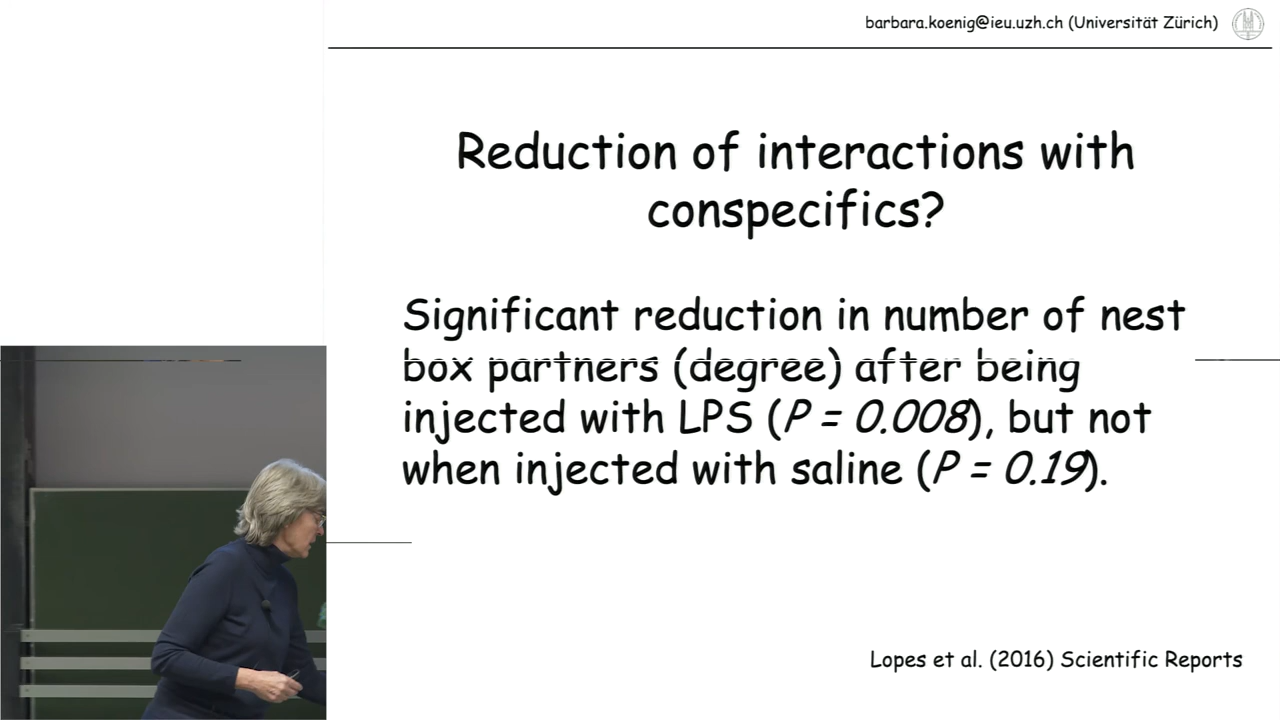 barbara.koenig@ieu.uzh.ch (Universität Zürich)
Reduction of interactions with
conspecifics?
Significant reduction in number of nest
box partners (degree) after being
injected with LPS (P = 0.008), but not
when injected with saline (P = 0.19).
Lopes et al. (2016) Scientific Reports